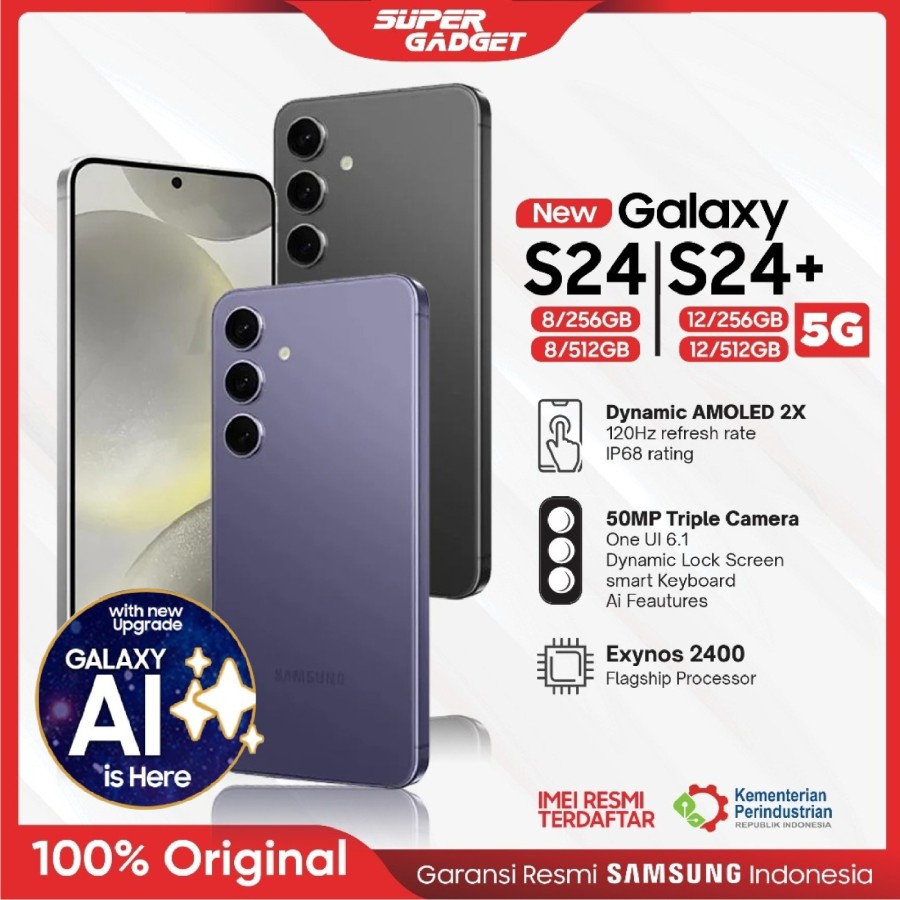 SUPER
GADGET
New Galaxy
S24 | S24+
8/256GB
8/512GB
12/256GB
12/512GB
5G
Dynamic AMOLED 2X
120Hz refresh rate
IP68 rating
50MP Triple Camera
One UI 6.1
Dynamic Lock Screen
smart Keyboard
Ai Feautures
Exynos 2400
Flagship Processor
SAMSUNG
with new
Upgrade
GALAXY
AI
is Here
IMEI RESMI
TERDAFTAR
Kementerian
Perindustrian
REPUBLIK INDONESIA
100% Original
Garansi Resmi SAMSUNG Indonesia